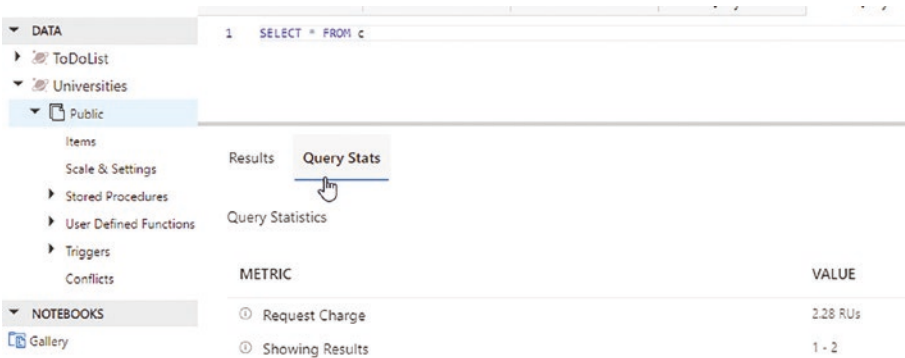 DATA
ToDoList
Universities
Public
Items
Scale & Settings
Stored Procedures
User Defined Functions
Triggers
Conflicts
NOTEBOOKS
Gallery
1 SELECT * FROM c
Results Query Stats
Query Statistics
METRIC VALUE
Request Charge 2.28 RUs
Showing Results 1 - 2